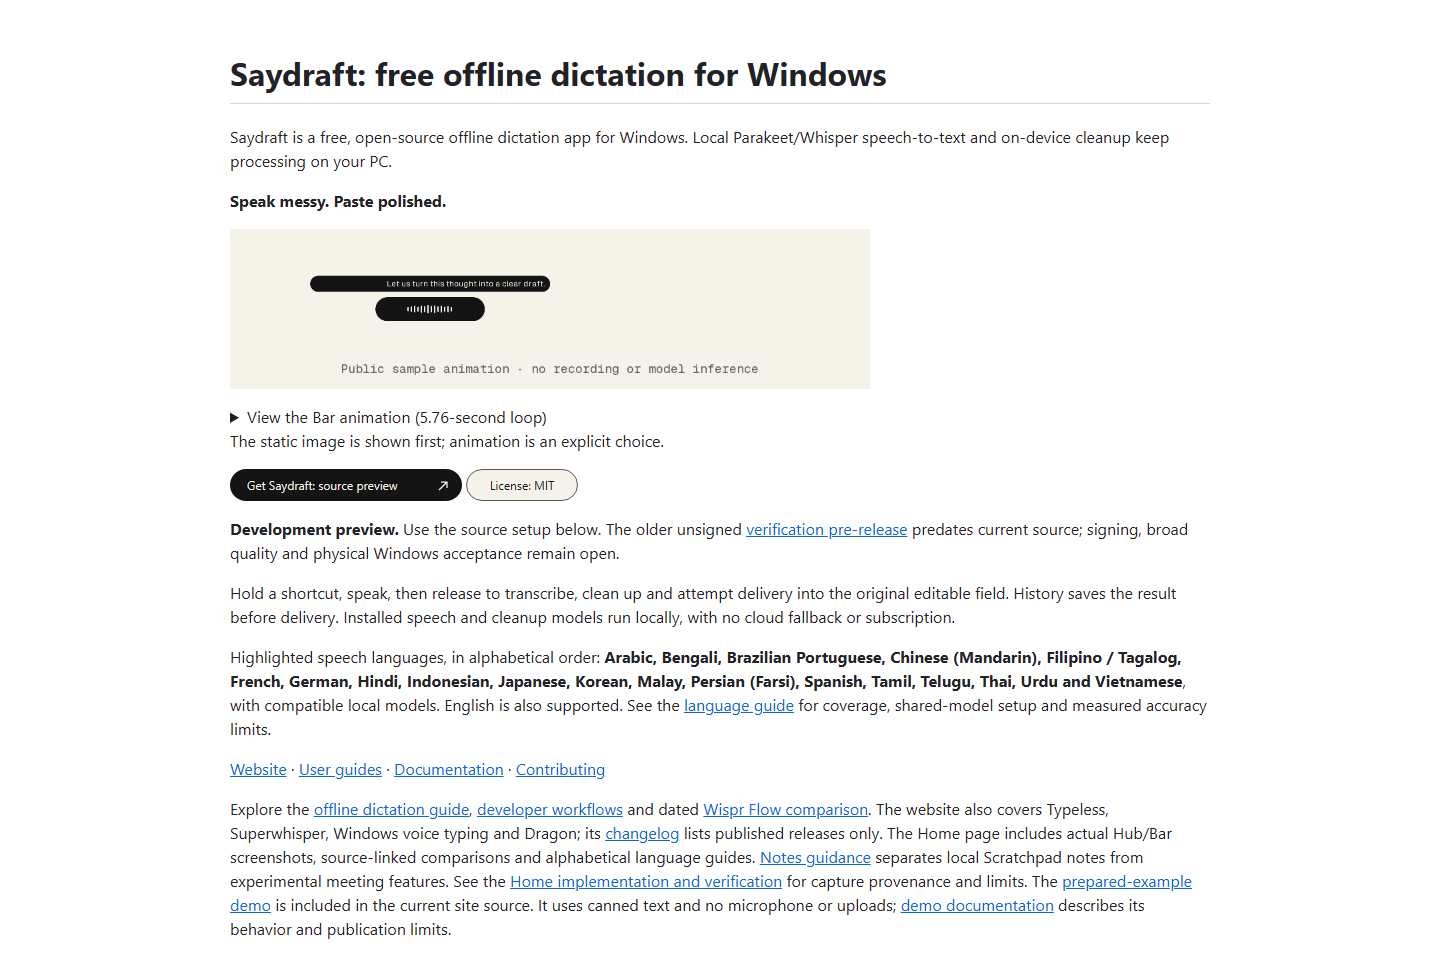 Saydraft: free offline dictation for Windows
Saydraft is a free, open-source offline dictation app for Windows. Local Parakeet/Whisper speech-to-text and on-device cleanup keep
processing on your PC.
Speak messy. Paste polished.
Let us turn this thought into a clear draft.
Public sample animation · no recording or model inference
View the Bar animation (5.76-second loop)
The static image is shown first; animation is an explicit choice.
Get Saydraft: source preview
License: MIT
Development preview. Use the source setup below. The older unsigned verification pre-release predates current source; signing, broad
quality and physical Windows acceptance remain open.
Hold a shortcut, speak, then release to transcribe, clean up and attempt delivery into the original editable field. History saves the result
before delivery. Installed speech and cleanup models run locally, with no cloud fallback or subscription.
Highlighted speech languages, in alphabetical order: Arabic, Bengali, Brazilian Portuguese, Chinese (Mandarin), Filipino / Tagalog,
French, German, Hindi, Indonesian, Japanese, Korean, Malay, Persian (Farsi), Spanish, Tamil, Telugu, Thai, Urdu and Vietnamese,
with compatible local models. English is also supported. See the language guide for coverage, shared-model setup and measured accuracy
limits.
Website · User guides · Documentation · Contributing
Explore the offline dictation guide, developer workflows and dated Wispr Flow comparison. The website also covers Typeless,
Superwhisper, Windows voice typing and Dragon; its changelog lists published releases only. The Home page includes actual Hub/Bar
screenshots, source-linked comparisons and alphabetical language guides. Notes guidance separates local Scratchpad notes from
experimental meeting features. See the Home implementation and verification for capture provenance and limits. The prepared-example
demo is included in the current site source. It uses canned text and no microphone or uploads; demo documentation describes its
behavior and publication limits.